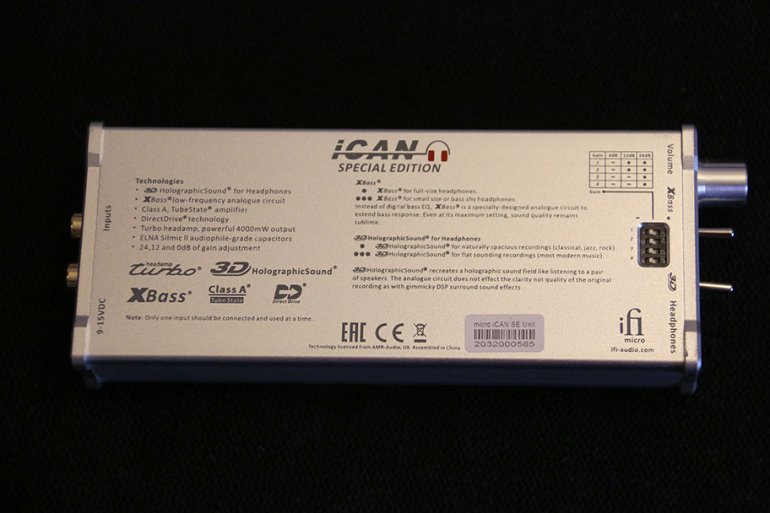 iCAN
SPECIAL EDITION
Technologies
• 3D HolographicSound® for Headphones
• XBass® low-frequency analogue circuit
• Class A, TubeState® amplifier
• DirectDrive® technology
• Turbo headamp, powerful 4000mW output
• ELNA Silmic II audiophile-grade capacitors
• 24,12 and 0dB of gain adjustment
headamp
turbo®
3D HolographicSound®
XBass®
Class A®
Tube State
DD®
Direct Drive
Note: Only one input should be connected and used at a time.
XBass®
● XBass® for full-size headphones.
●●● XBass® for small size or bass shy headphones.
Instead of digital bass EQ, XBass® is a specially-designed analogue circuit to
extend bass response. Even at its maximum setting, sound quality remains
sublime.
3D HolographicSound® for Headphones
● 3D HolographicSound® for naturally spacious recordings (classical, jazz, rock)
●●● 3D HolographicSound® for flat sounding recordings (most modern music)
3D HolographicSound® recreates a holographic sound field like listening to a pair
of speakers. The analogue circuit does not effect the clarity not quality of the original
recording as with gimmicky DSP surround sound effects
EAC CE
Technology licensed from AMR-Audio, UK. Assembled in China
micro iCAN SE Unit
2032000565
ifi
micro
ifi-audio.com
Gain 0dB 12dB 24dB
1 – ● ●
2 – ● ●
3 – – ●
4 – – ●
Gain
Inputs
9-15VDC
Volume
XBass®
3D
Headphones